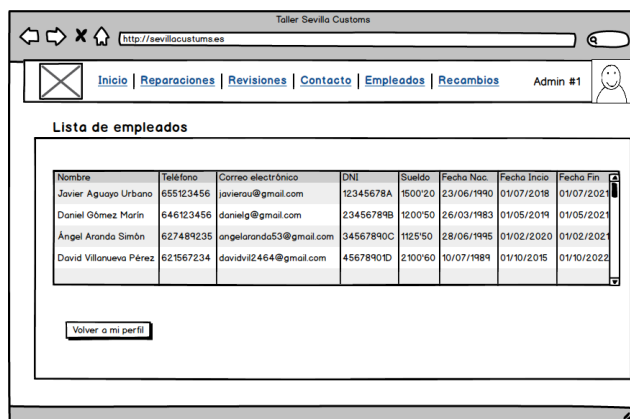 Taller Sevilla Customs
http://sevillacustums.es
Inicio | Reparaciones | Revisiones | Contacto | Empleados | Recambios Admin #1
Lista de empleados
Nombre Teléfono Correo electrónico DNI Sueldo Fecha Nac. Fecha Incio Fecha Fin
Javier Aguayo Urbano 655123456 javierau@gmail.com 12345678A 1500'20 23/06/1990 01/07/2018 01/07/2021
Daniel Gómez Marín 646123456 danielg@gmail.com 23456789B 1200'50 26/03/1983 01/05/2019 01/05/2021
Ángel Aranda Simón 627489235 angelaranda53@gmail.com 34567890C 1125'50 28/06/1995 01/02/2020 01/02/2021
David Villanueva Pérez 621567234 davidvil2464@gmail.com 45678901D 2100'60 10/07/1989 01/10/2015 01/10/2022
Volver a mi perfil